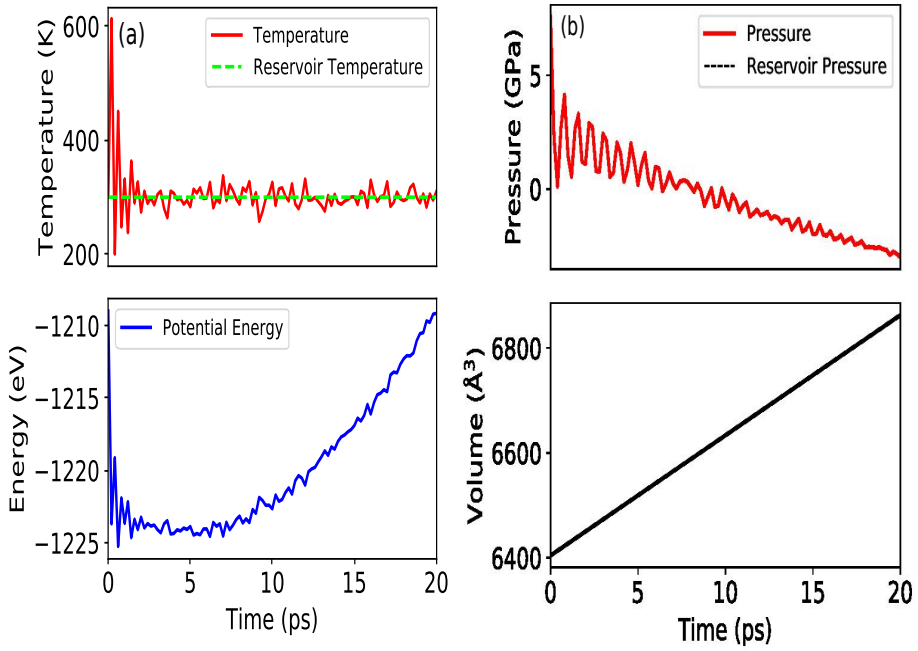 (a)
Temperature
Reservoir Temperature
Temperature (K)
600
400
200
(b)
Pressure
Reservoir Pressure
Pressure (GPa)
5
0
Potential Energy
Energy (eV)
−1210
−1215
−1220
−1225
0 5 10 15 20
Time (ps)
Volume (Å³)
6800
6600
6400
0 5 10 15 20
Time (ps)